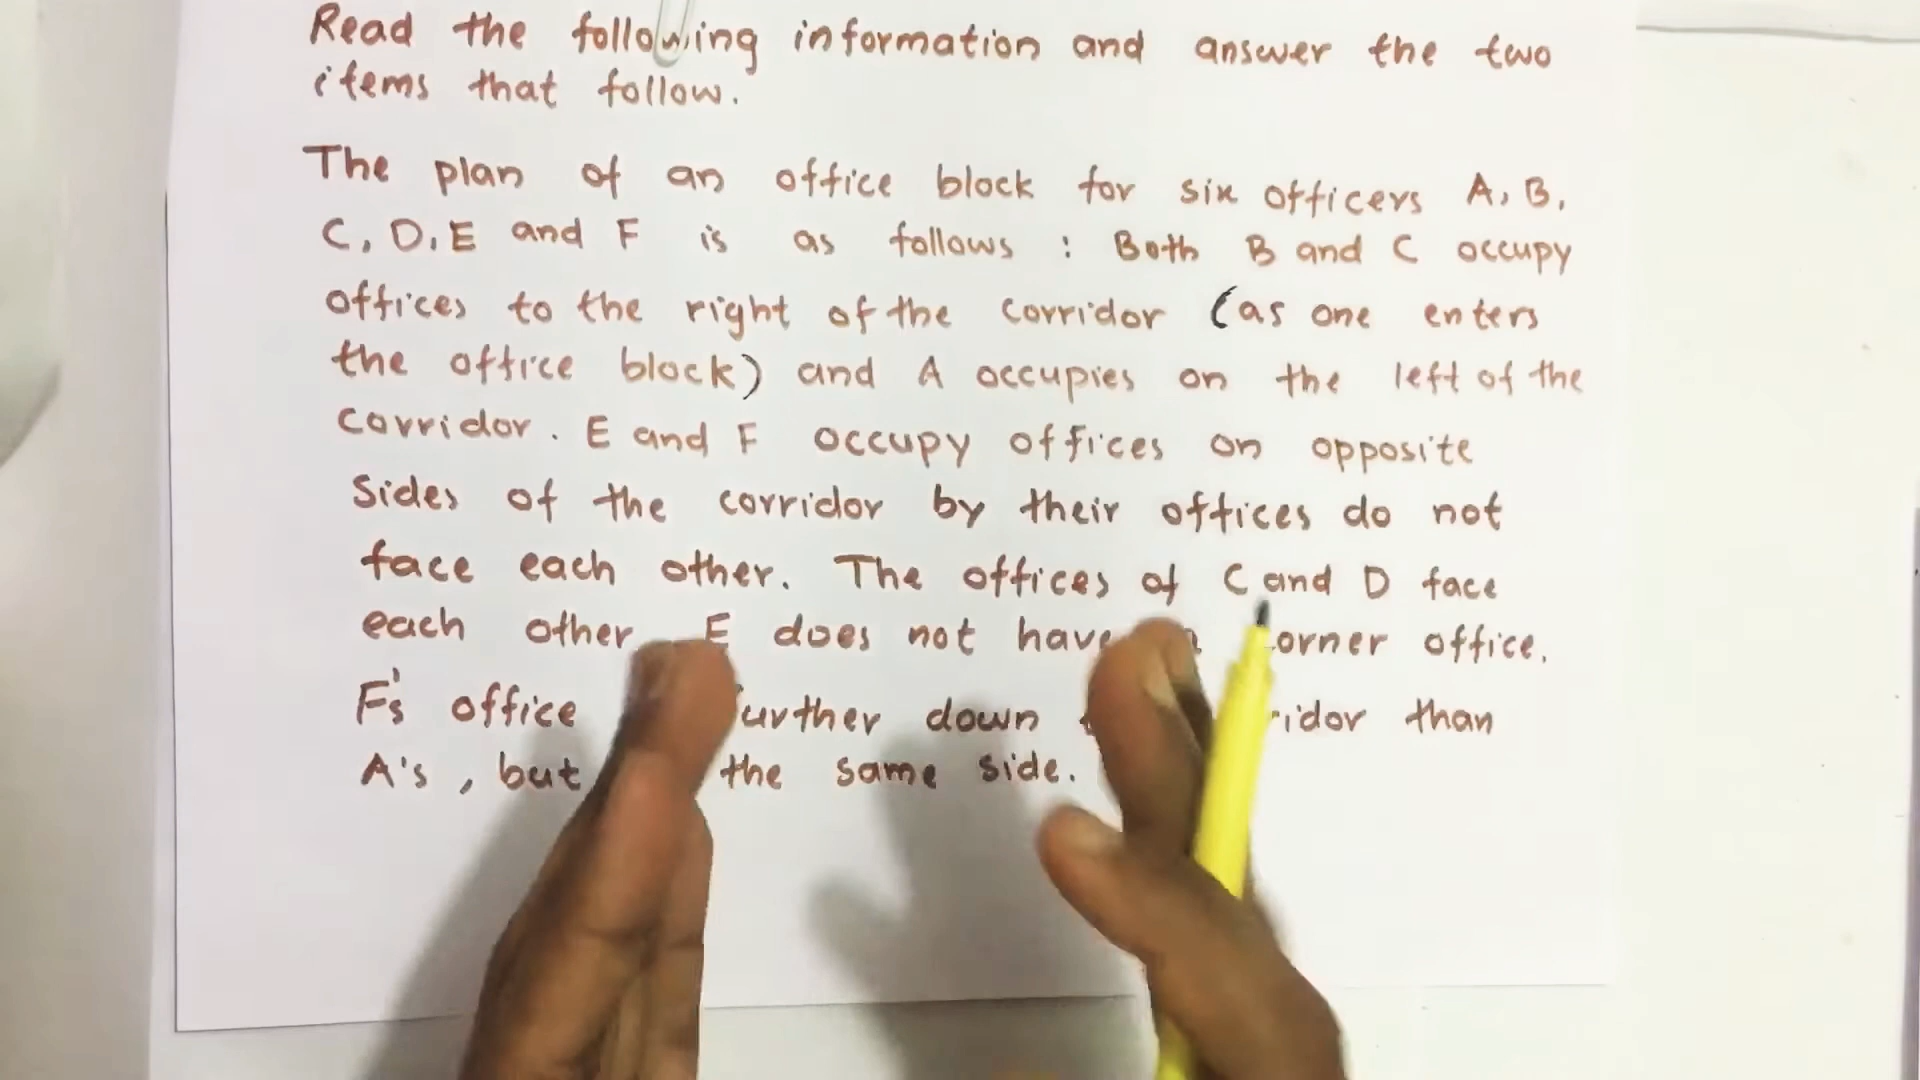 Read the following information and answer the two
items that follow.
The plan of an office block for six officers A, B,
C, D, E and F is as follows : Both B and C occupy
offices to the right of the corridor (as one enters
the office block) and A occupies on the left of the
corridor. E and F occupy offices on opposite
sides of the corridor by their offices do not
face each other. The offices of C and D face
each other E does not have corner office.
F's office further down than
A's, but the same side.